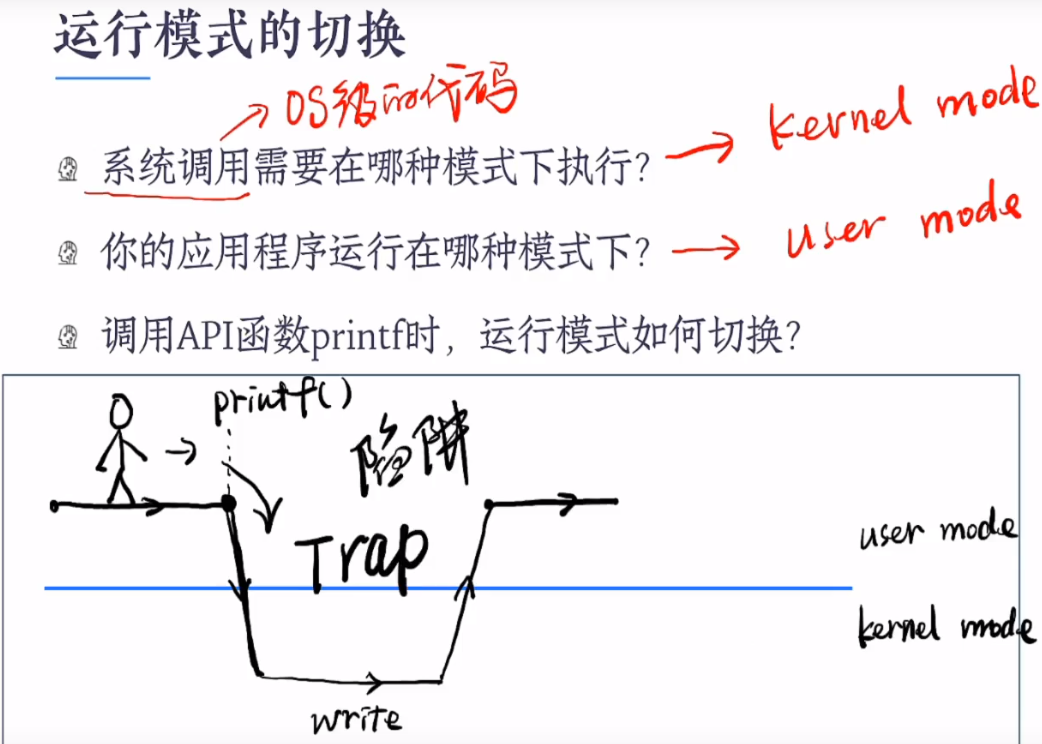 运行模式的切换
OS级的代码
kernel mode
系统调用需要在哪种模式下执行?
user mode
你的应用程序运行在哪种模式下?
调用API函数printf时，运行模式如何切换?
printf()
陷阱
Trap
user mode
kernel mode
write